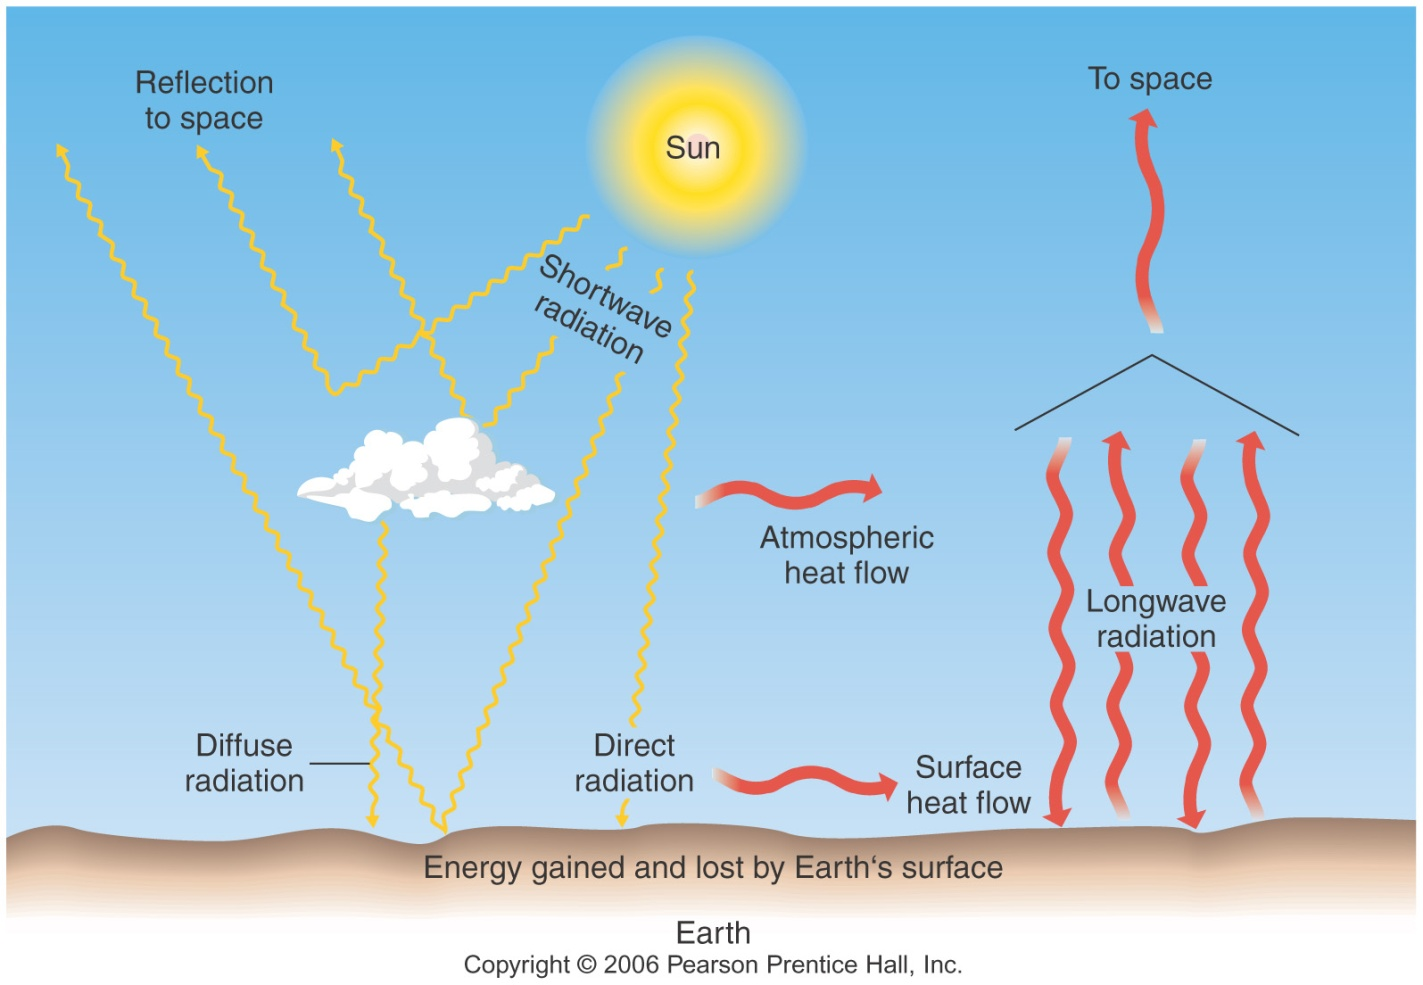 Reflection
to space
Sun
To space
Shortwave
radiation
Atmospheric
heat flow
Longwave
radiation
Diffuse
radiation
Direct
radiation
Surface
heat flow
Energy gained and lost by Earth‘s surface
Earth
Copyright © 2006 Pearson Prentice Hall, Inc.